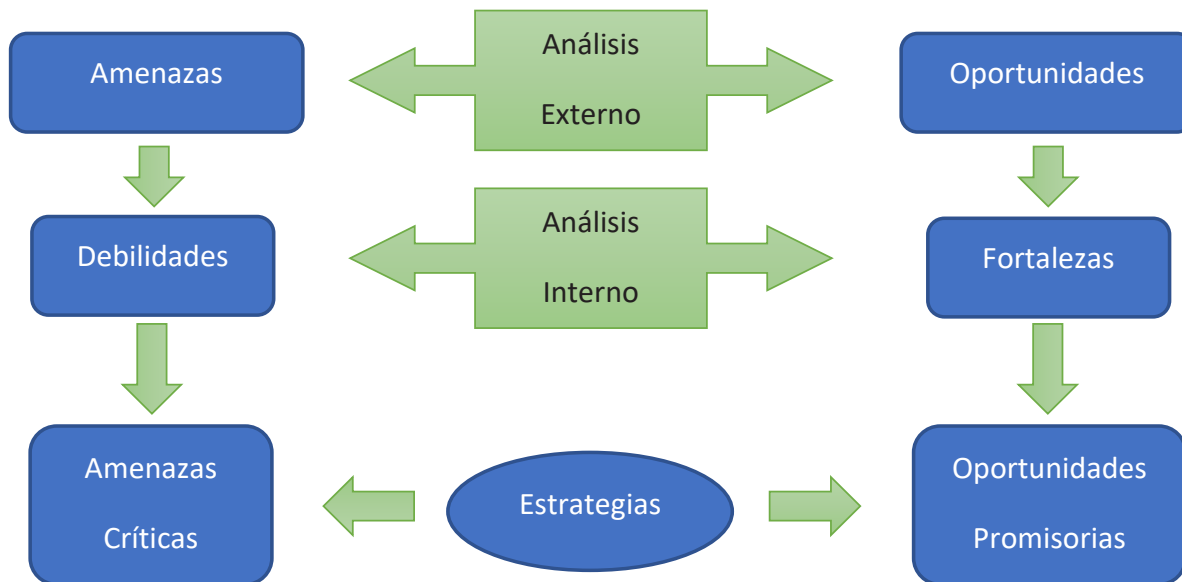 Amenazas
Análisis
Externo
Oportunidades
Debilidades
Análisis
Interno
Fortalezas
Amenazas
Críticas
Estrategias
Oportunidades
Promisorias